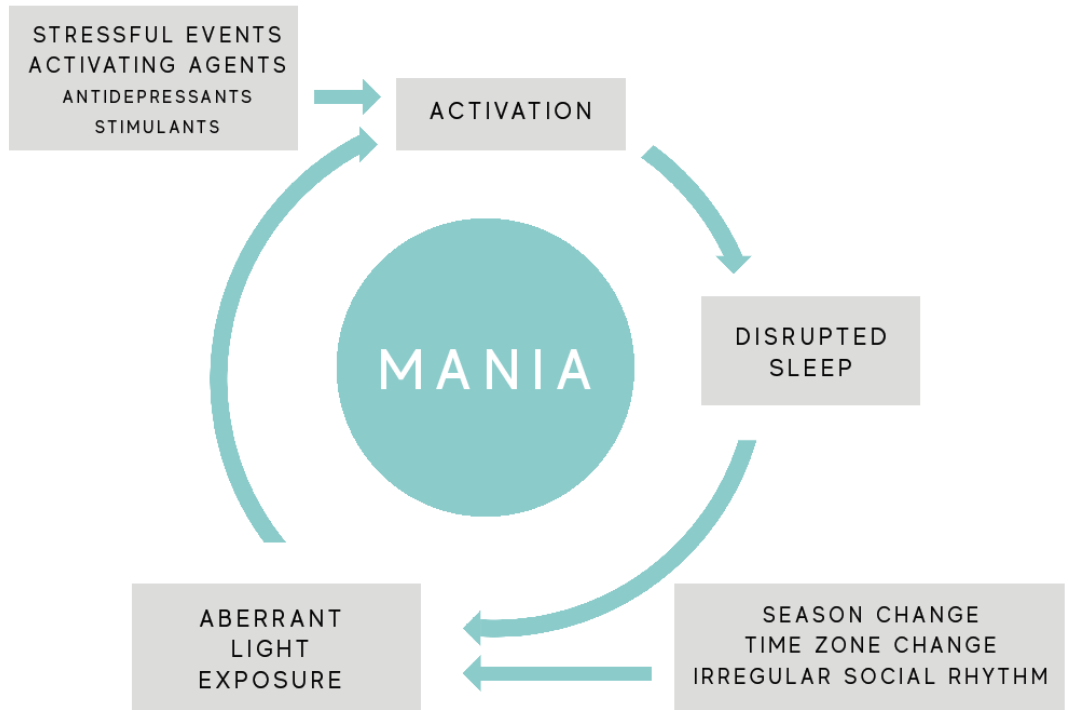 STRESSFUL EVENTS
ACTIVATING AGENTS
ANTIDEPRESSANTS
STIMULANTS
ACTIVATION
DISRUPTED
SLEEP
MANIA
ABERRANT
LIGHT
EXPOSURE
SEASON CHANGE
TIME ZONE CHANGE
IRREGULAR SOCIAL RHYTHM